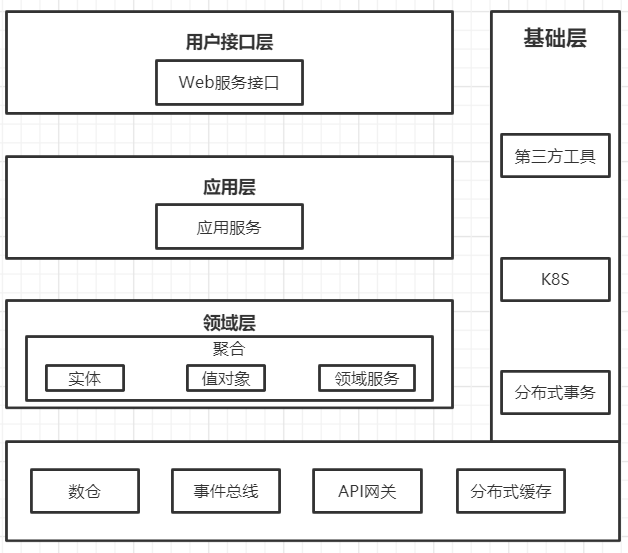 用户接口层
Web服务接口
应用层
应用服务
领域层
聚合
实体
值对象
领域服务
基础层
第三方工具
K8S
分布式事务
数仓
事件总线
API网关
分布式缓存